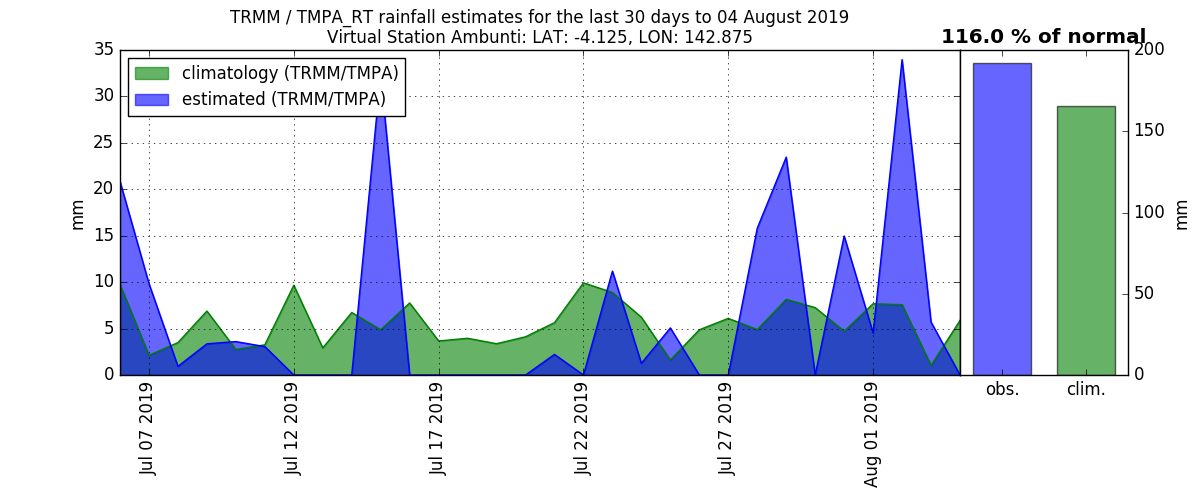 TRMM / TMPA_RT rainfall estimates for the last 30 days to 04 August 2019
Virtual Station Ambunti: LAT: -4.125, LON: 142.875
116.0 % of normal
climatology (TRMM/TMPA)
estimated (TRMM/TMPA)
35
30
25
20
15
10
5
0
mm
Jul 07 2019
Jul 12 2019
Jul 17 2019
Jul 22 2019
Jul 27 2019
Aug 01 2019
obs.
clim.
200
150
100
50
0
mm